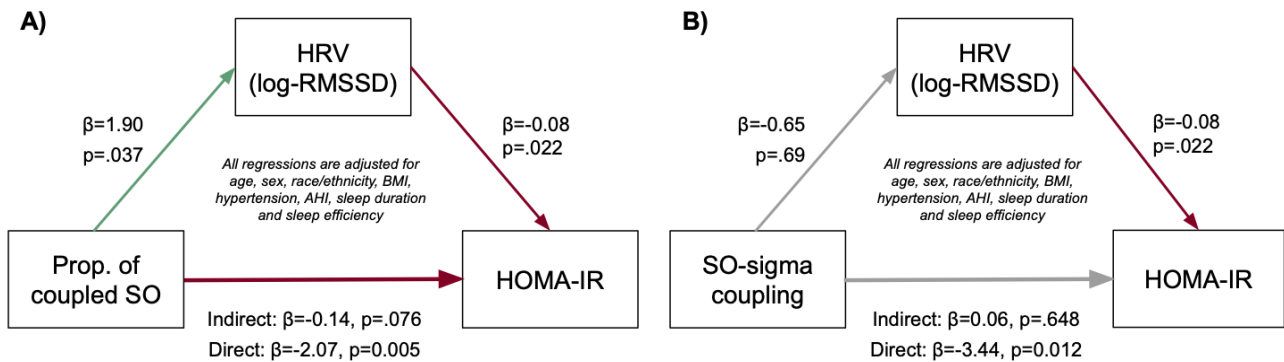 A)
HRV
(log-RMSSD)
β=1.90
p=.037
β=-0.08
p=.022
All regressions are adjusted for
age, sex, race/ethnicity, BMI,
hypertension, AHI, sleep duration
and sleep efficiency
Prop. of
coupled SO
HOMA-IR
Indirect: β=-0.14, p=.076
Direct: β=-2.07, p=0.005
B)
HRV
(log-RMSSD)
β=-0.65
p=.69
β=-0.08
p=.022
All regressions are adjusted for
age, sex, race/ethnicity, BMI,
hypertension, AHI, sleep duration
and sleep efficiency
SO-sigma
coupling
HOMA-IR
Indirect: β=0.06, p=.648
Direct: β=-3.44, p=0.012